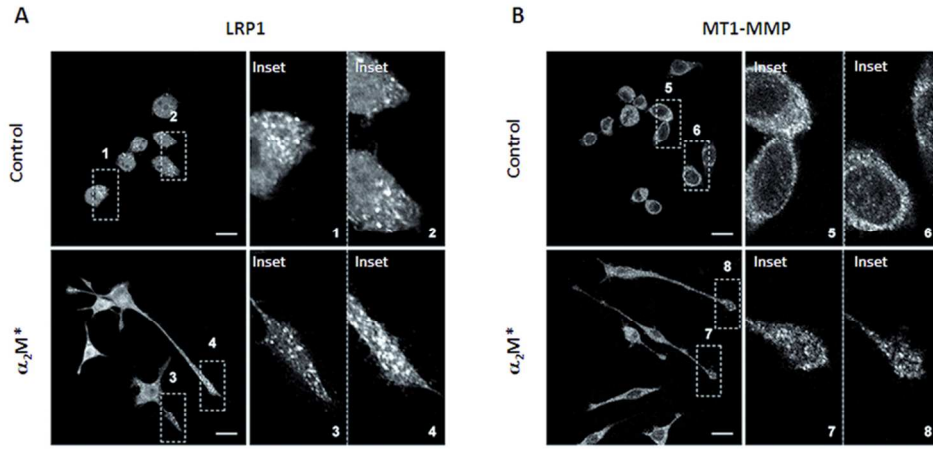 A
LRP1
B
MT1-MMP
Control
1
2
Inset
1
Inset
2
Control
5
6
Inset
5
Inset
6
α₂M*
3
4
Inset
3
Inset
4
α₂M*
8
7
Inset
7
Inset
8